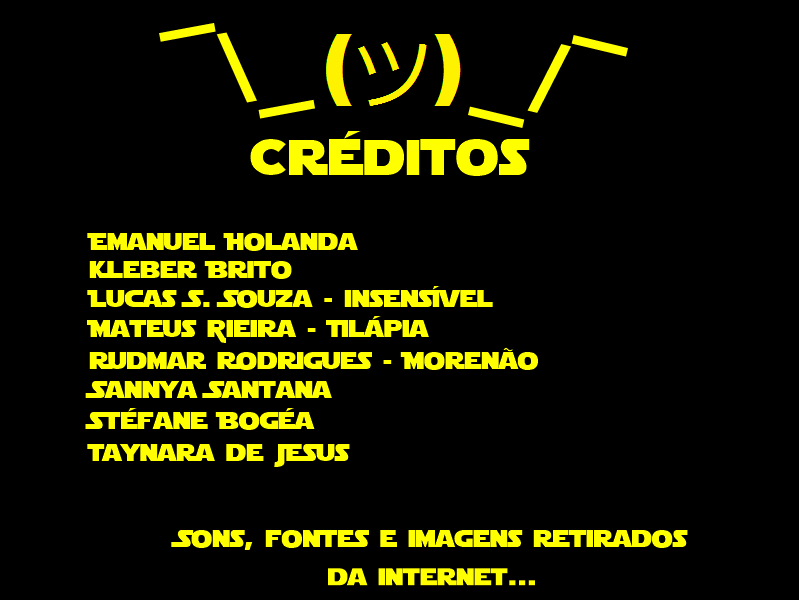 ¯\_(ツ)_/¯
CRÉDITOS
EMANUEL HOLANDA
KLEBER BRITO
LUCAS S. SOUZA - INSENSÍVEL
MATEUS RIEIRA - TILÁPIA
RUDMAR RODRIGUES - MORENÃO
SANNYA SANTANA
STÉFANE BOGÉA
TAYNARA DE JESUS
SONS, FONTES E IMAGENS RETIRADOS
DA INTERNET...